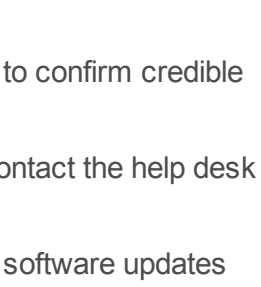 to confirm credible
ontact the help desk
software updates